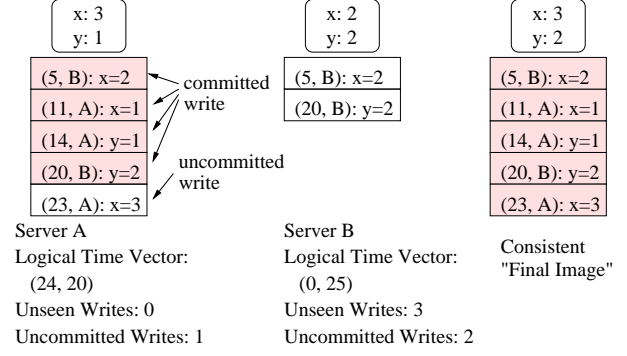 x: 3
y: 1
(5, B): x=2
(11, A): x=1
(14, A): y=1
(20, B): y=2
(23, A): x=3
committed
write
uncommitted
write
Server A
Logical Time Vector:
(24, 20)
Unseen Writes: 0
Uncommitted Writes: 1
x: 2
y: 2
(5, B): x=2
(20, B): y=2
Server B
Logical Time Vector:
(0, 25)
Unseen Writes: 3
Uncommitted Writes: 2
x: 3
y: 2
(5, B): x=2
(11, A): x=1
(14, A): y=1
(20, B): y=2
(23, A): x=3
Consistent
"Final Image"